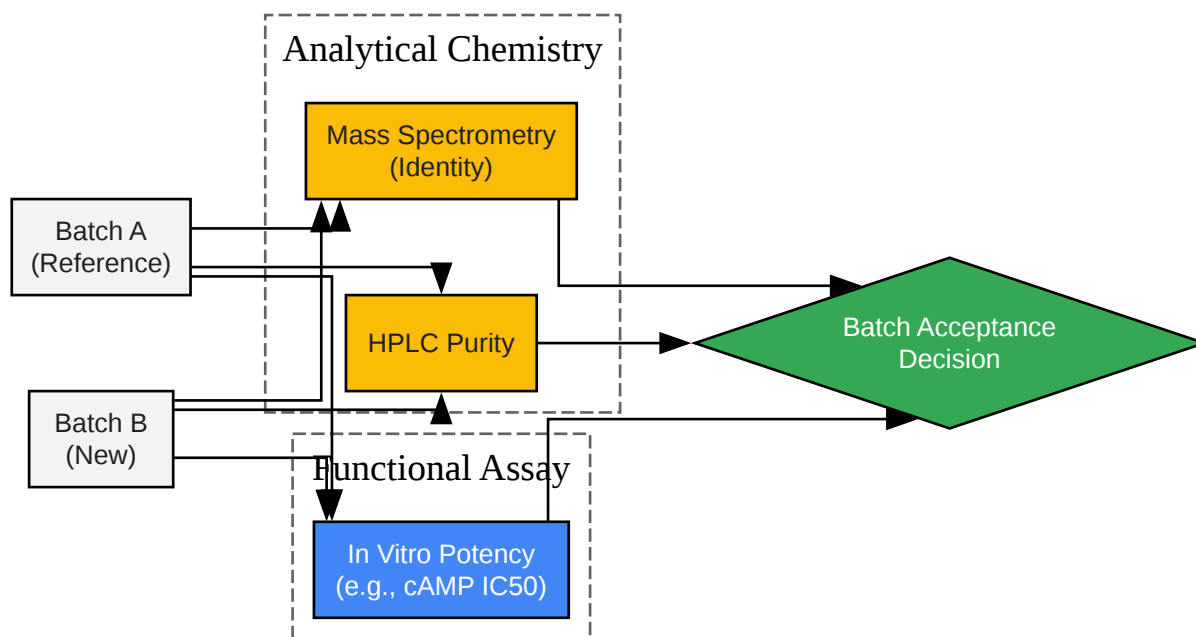 Analytical Chemistry
Mass Spectrometry
(Identity)
Batch A
(Reference)
HPLC Purity
Batch Acceptance
Decision
Batch B
(New)
Functional Assay
In Vitro Potency
(e.g., cAMP IC50)